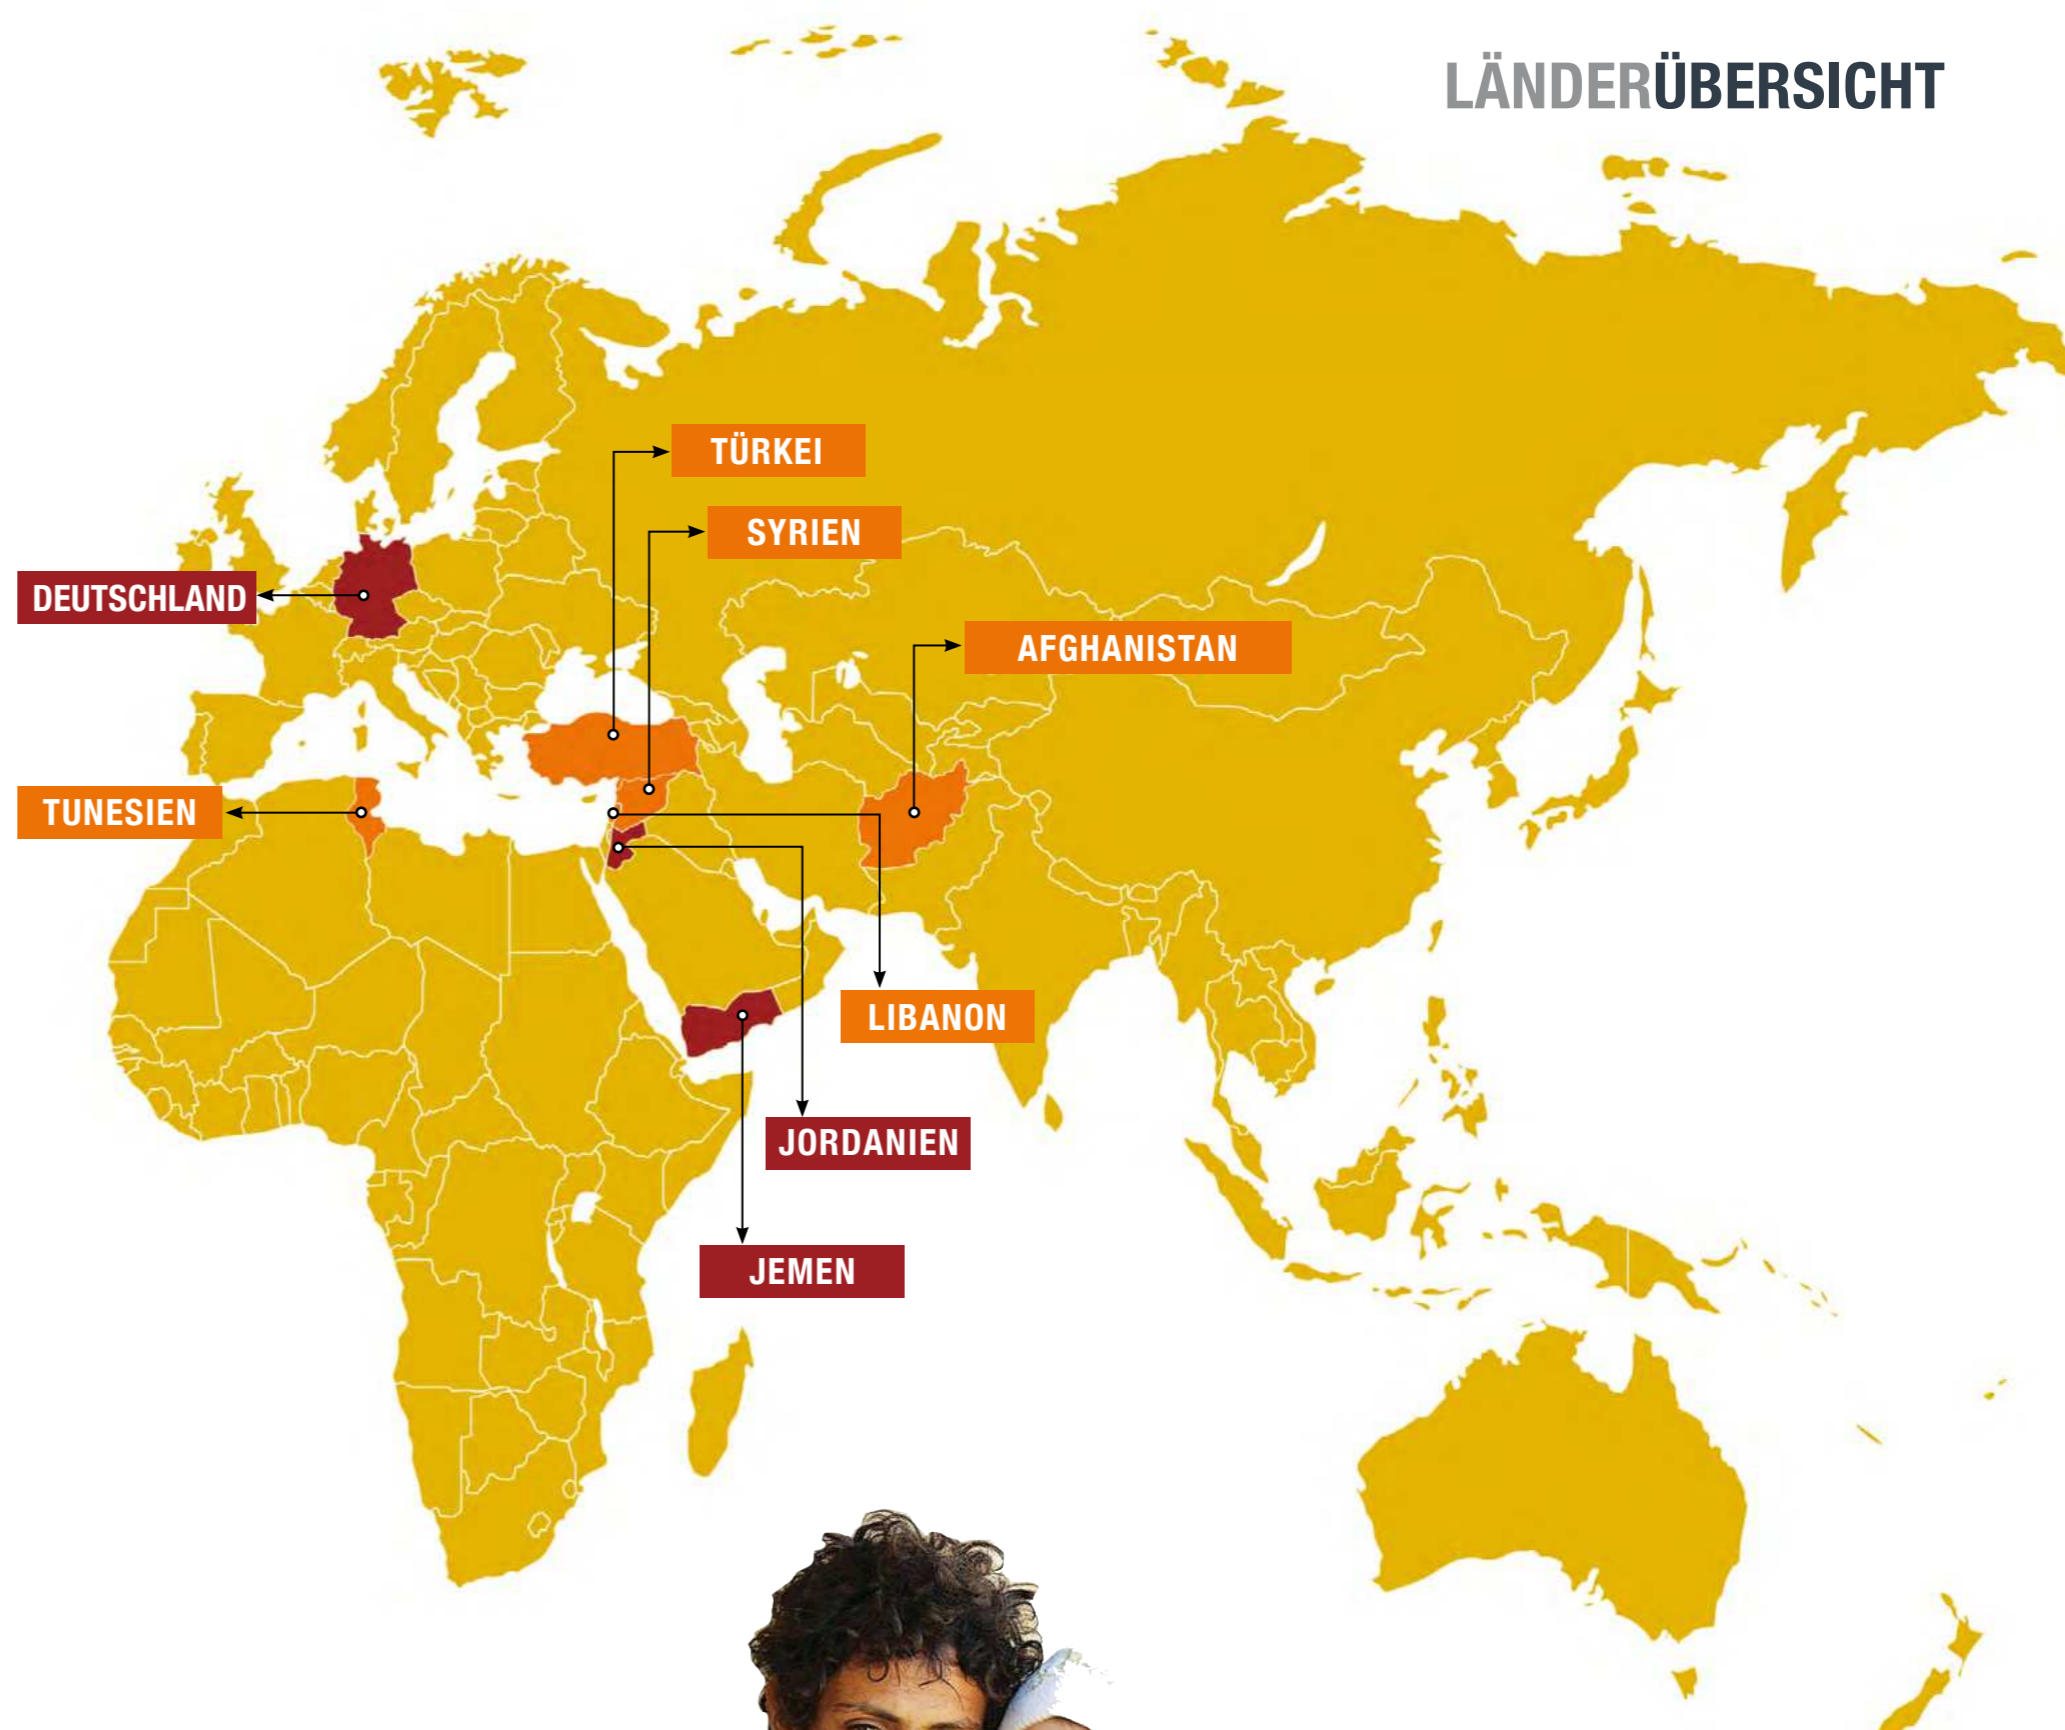 LÄNDERÜBERSICHT
TÜRKEI
SYRIEN
DEUTSCHLAND
AFGHANISTAN
TUNESIEN
LIBANON
JORDANIEN
JEMEN